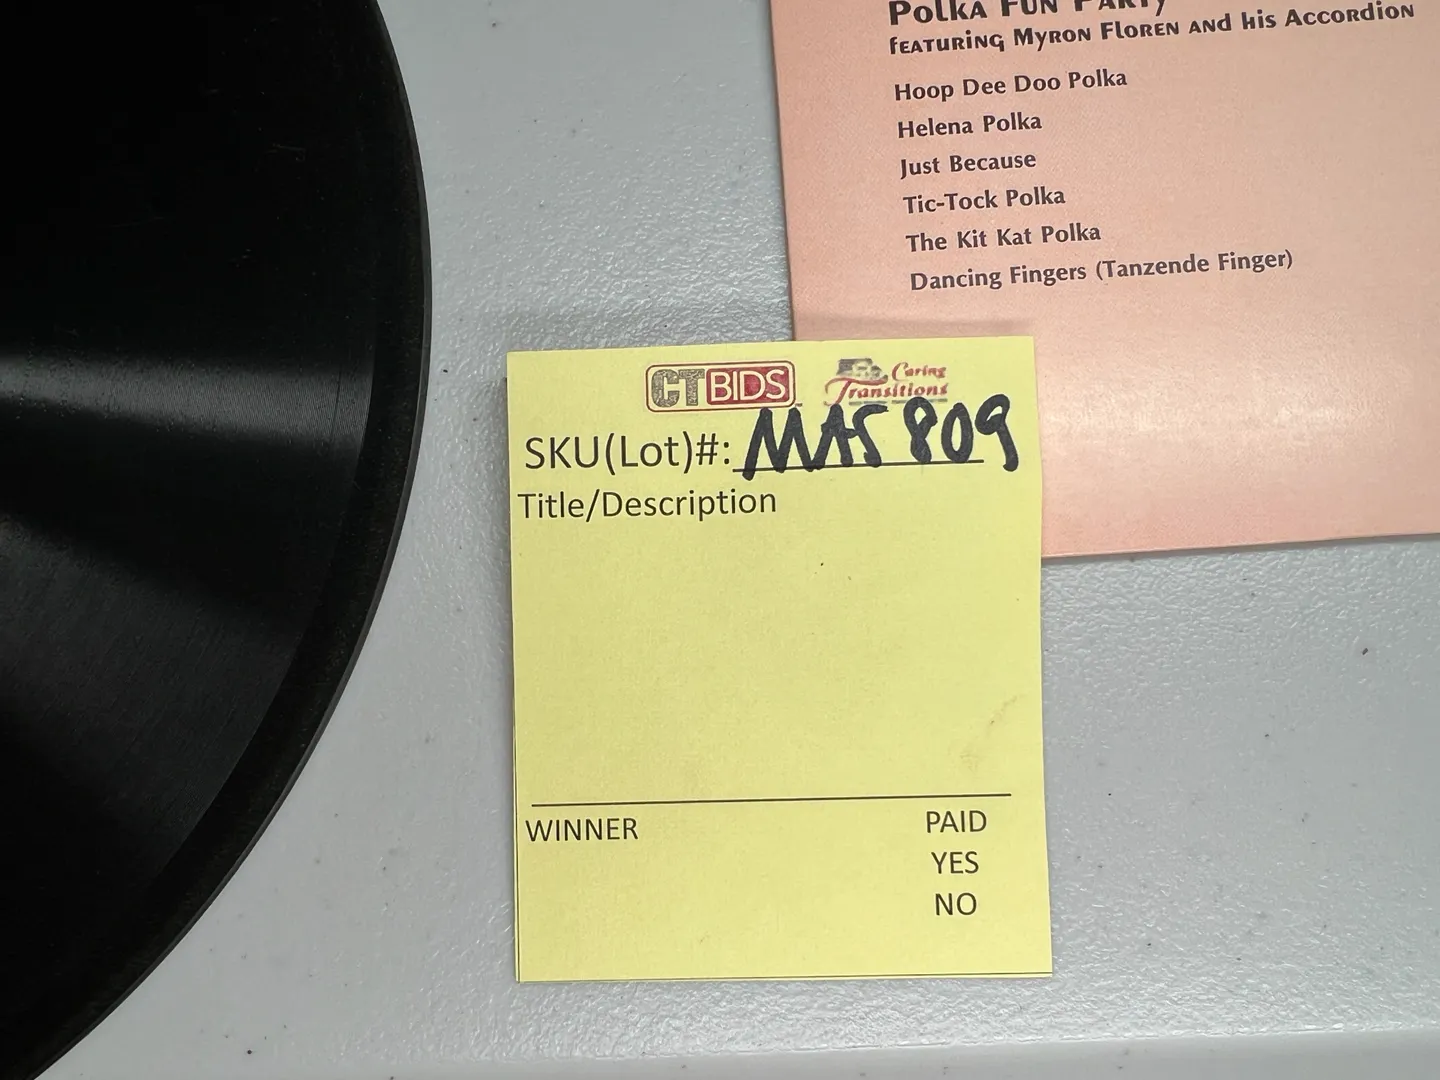 Polka Fun Party
featuring Myron Floren and his Accordion
Hoop Dee Doo Polka
Helena Polka
Just Because
Tic-Tock Polka
The Kit Kat Polka
Dancing Fingers (Tanzende Finger)
CTBIDS
Caring
Transitions
SKU(Lot)#: MAS 809
Title/Description
WINNER
PAID
YES
NO